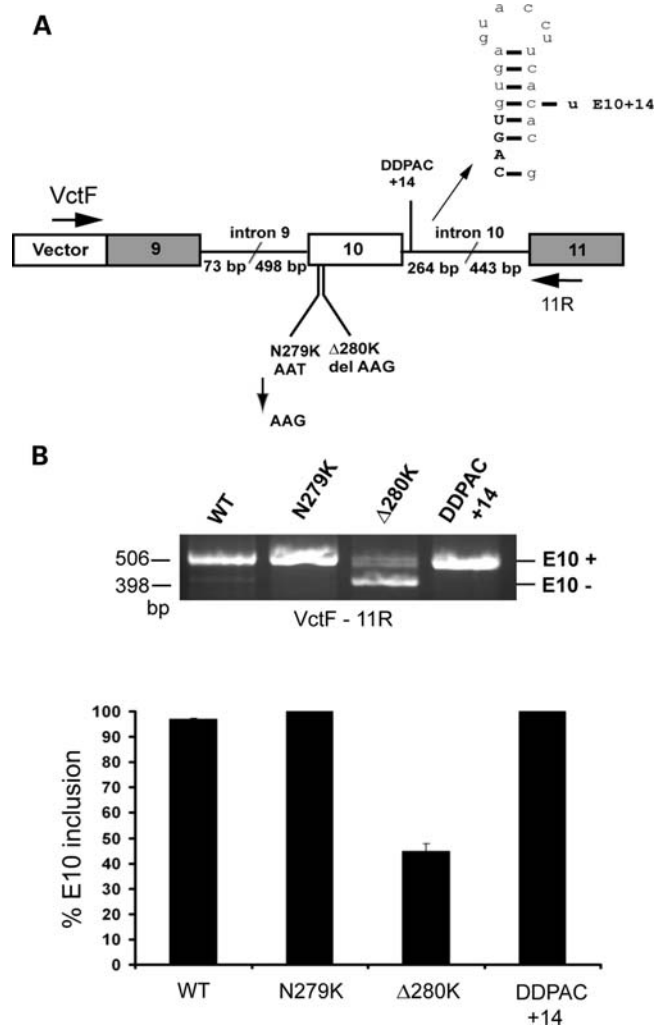 A
a c
u c
g u
a u
g c
u a
g c u E10+14
U a
G c
A
C g
DDPAC
+14
VctF
intron 9 intron 10
Vector 9 10 11
73 bp 498 bp 264 bp 443 bp
11R
N279K Δ280K
AAT del AAG
AAG
B
WT N279K Δ280K DDPAC +14
506 E10 +
398 E10 -
bp
VctF - 11R
% E10 inclusion
100
90
80
70
60
50
40
30
20
10
0
WT N279K Δ280K DDPAC
+14